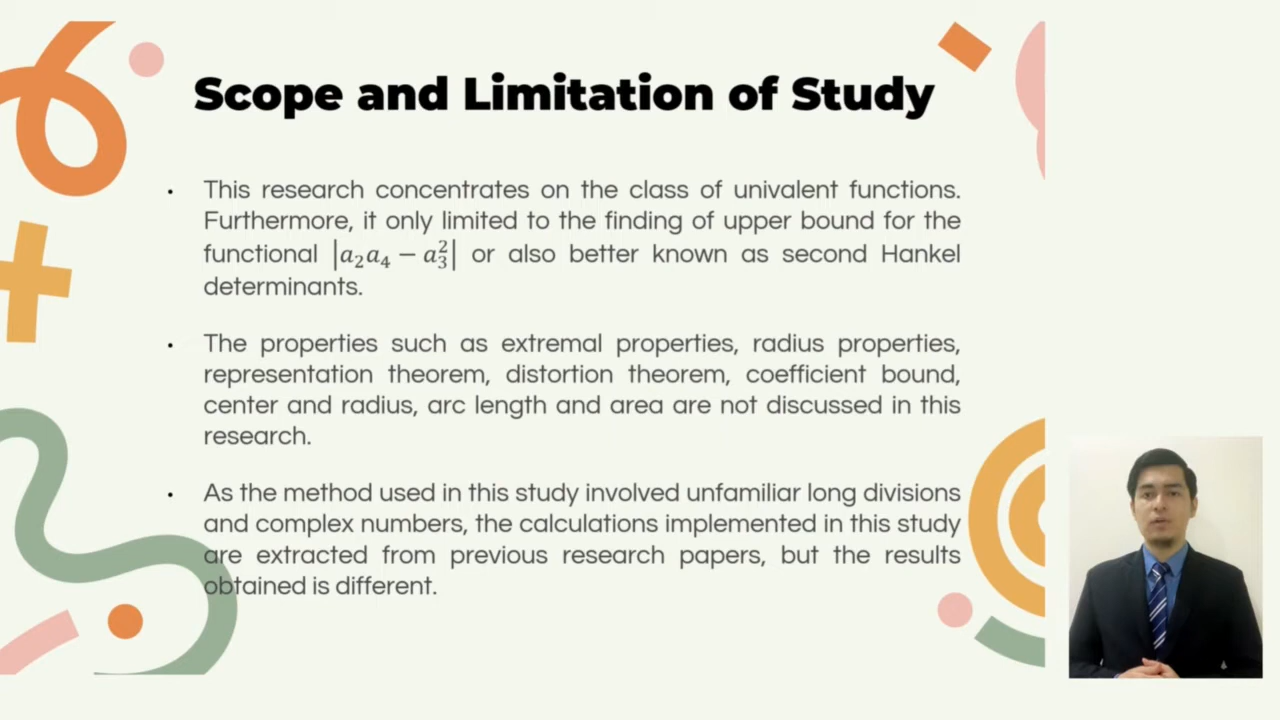 Scope and Limitation of Study
• This research concentrates on the class of univalent functions.
Furthermore, it only limited to the finding of upper bound for the
functional |a₂a₄ − a₃²| or also better known as second Hankel
determinants.
• The properties such as extremal properties, radius properties,
representation theorem, distortion theorem, coefficient bound,
center and radius, arc length and area are not discussed in this
research.
• As the method used in this study involved unfamiliar long divisions
and complex numbers, the calculations implemented in this study
are extracted from previous research papers, but the results
obtained is different.